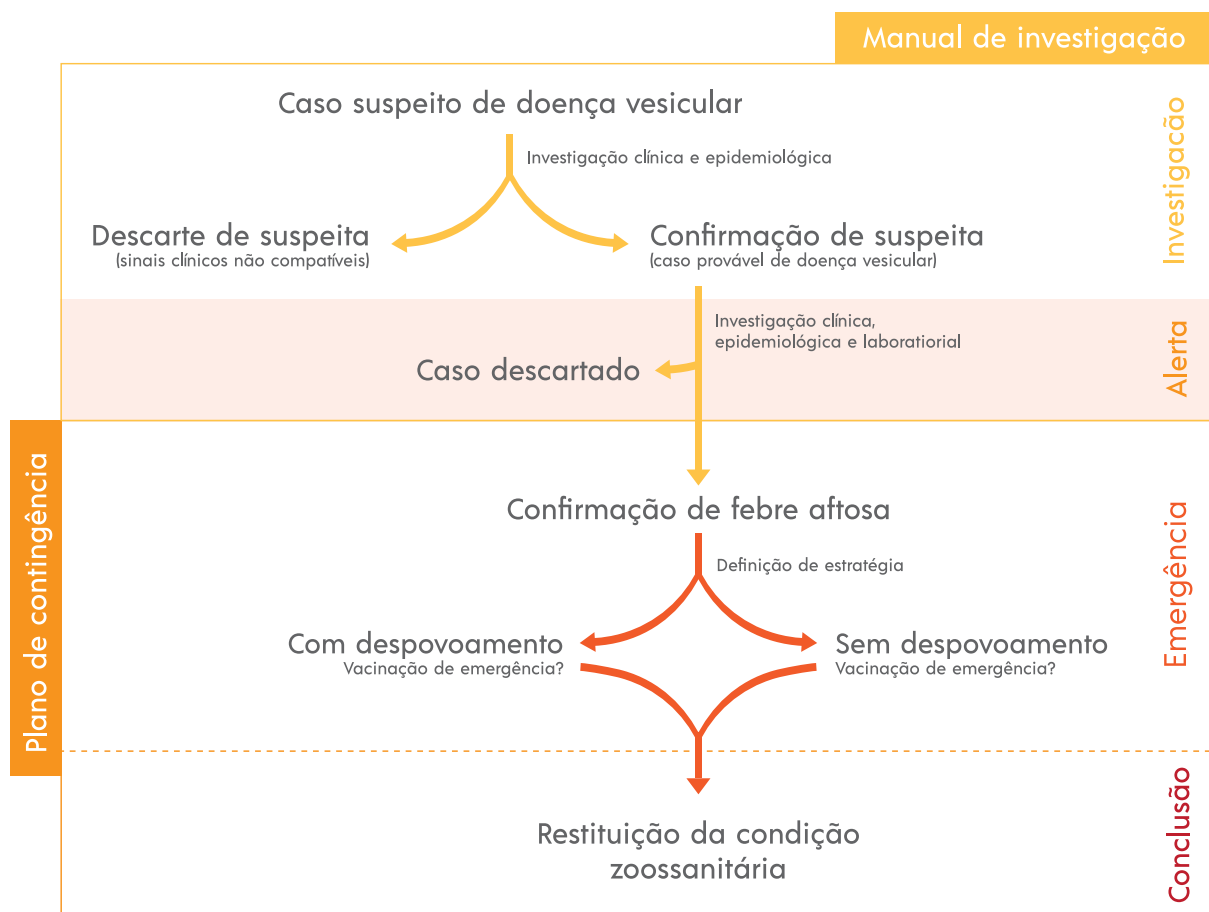 Manual de investigação
Caso suspeito de doença vesicular
Investigação clínica e epidemiológica
Descarte de suspeita
(sinais clínicos não compatíveis)
Confirmação de suspeita
(caso provável de doença vesicular)
Investigacão
Investigação clínica,
epidemiológica e laboratiorial
Caso descartado
Alerta
Plano de contingência
Confirmação de febre aftosa
Definição de estratégia
Com despovoamento
Vacinação de emergência?
Sem despovoamento
Vacinação de emergência?
Emergência
Restituição da condição
zoossanitária
Conclusão